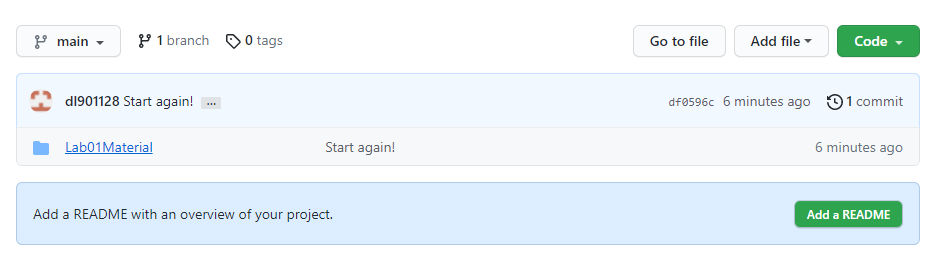 main 1 branch 0 tags Go to file Add file Code
dl901128 Start again! ... df0596c 6 minutes ago 1 commit
Lab01Material Start again! 6 minutes ago
Add a README with an overview of your project. Add a README